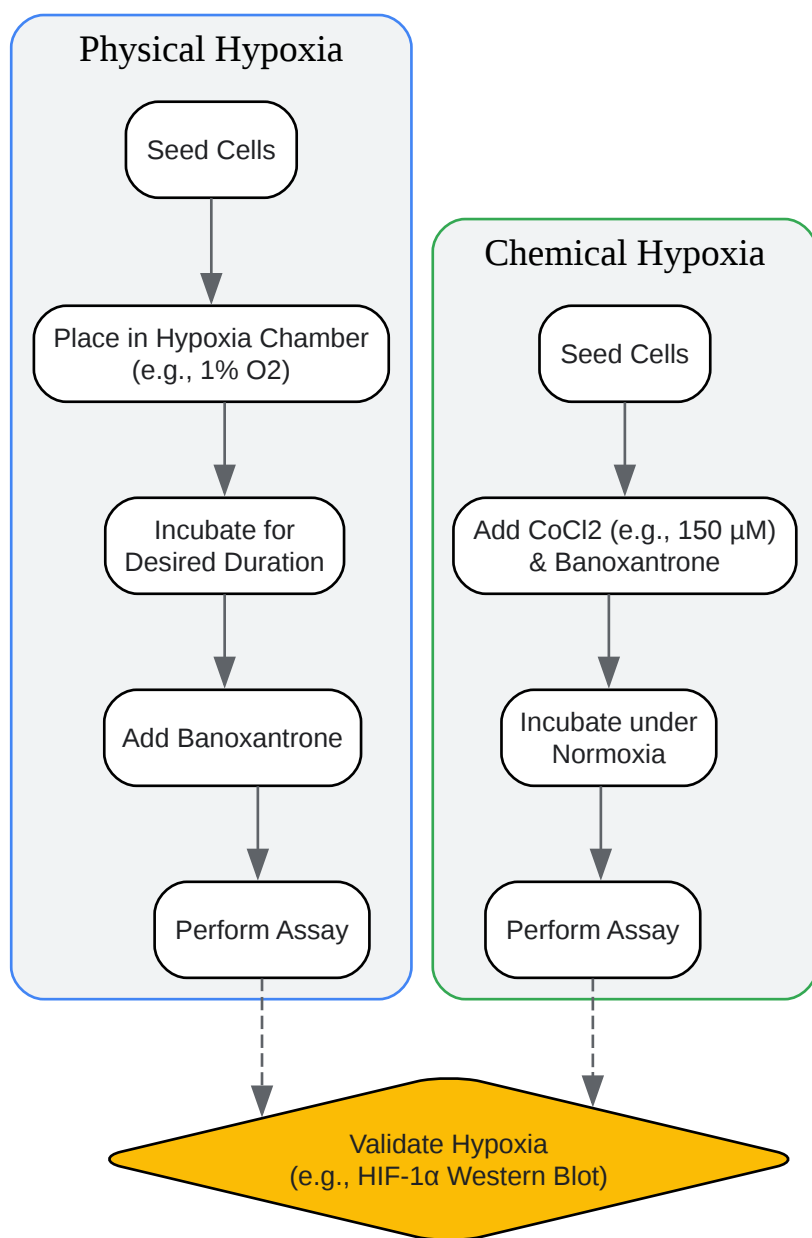 Physical Hypoxia
Seed Cells
Place in Hypoxia Chamber
(e.g., 1% O2)
Incubate for
Desired Duration
Add Banoxantrone
Perform Assay
Chemical Hypoxia
Seed Cells
Add CoCl2 (e.g., 150 µM)
& Banoxantrone
Incubate under
Normoxia
Perform Assay
Validate Hypoxia
(e.g., HIF-1α Western Blot)